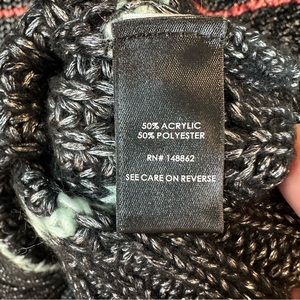 50% ACRYLIC
50% POLYESTER
RN# 148862
SEE CARE ON REVERSE